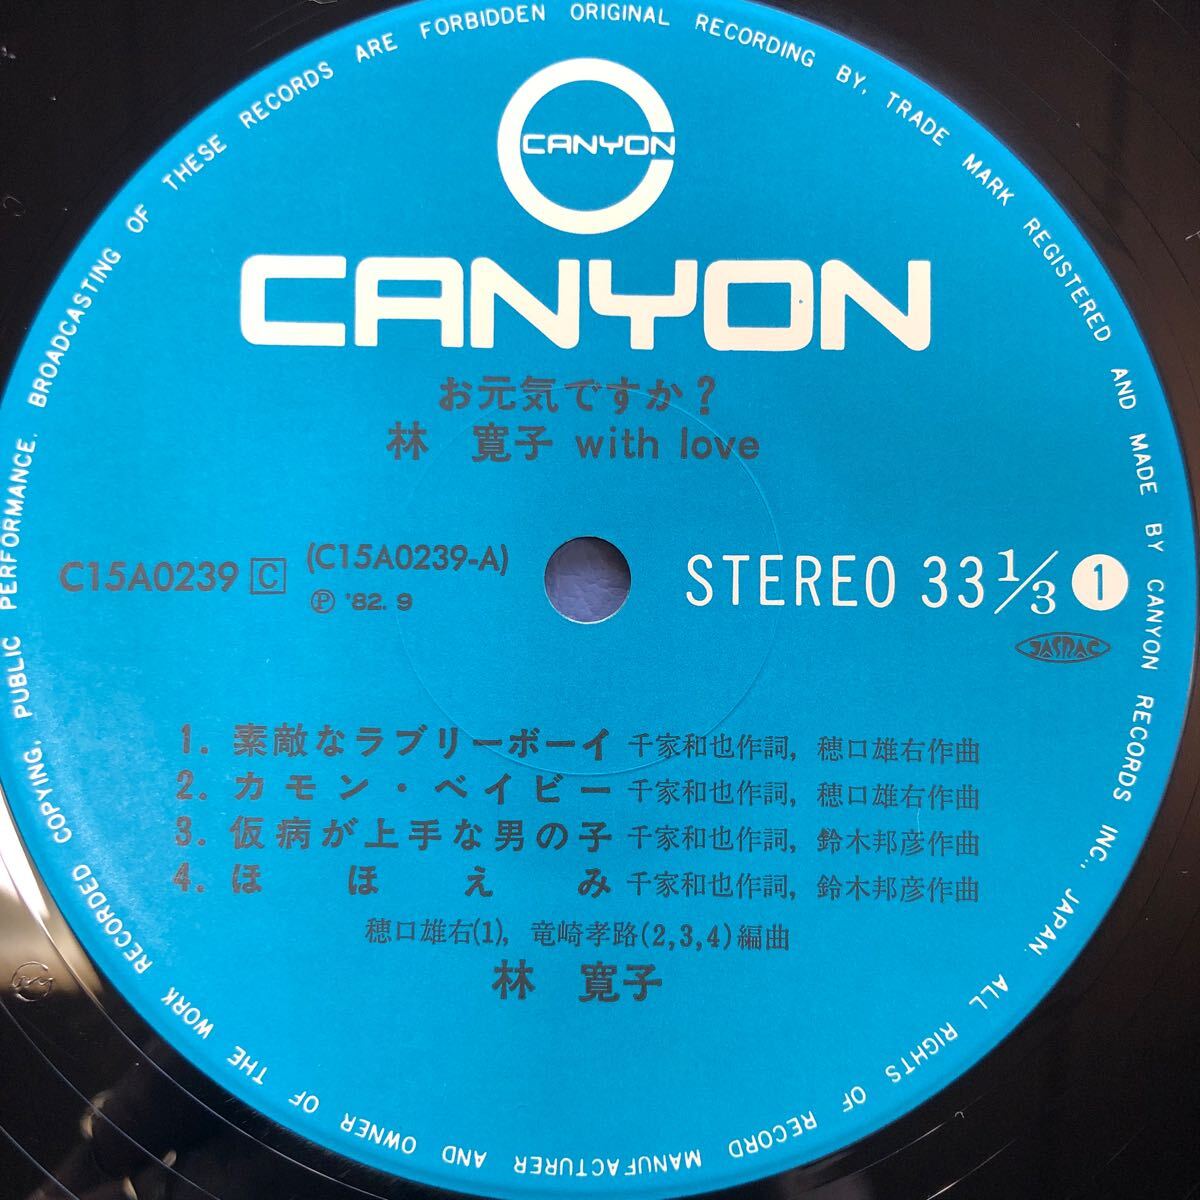 CANYON
CANYON
お元気ですか?
林 寛子 with love
C15A0239 C (C15A0239-A)
Ⓟ '82. 9
STEREO 33 1/3 1
JASRAC
1. 素敵なラブリーボーイ 千家和也作詞, 穂口雄右作曲
2. カモン・ベイビー 千家和也作詞, 穂口雄右作曲
3. 仮病が上手な男の子 千家和也作詞, 鈴木邦彦作曲
4. ほほえみ 千家和也作詞, 鈴木邦彦作曲
穂口雄右(1), 竜崎孝路(2,3,4)編曲
林 寛子
ORIGINAL RECORDING BY, TRADE MARK REGISTERED AND MADE BY CANYON RECORDS INC., JAPAN. ALL RIGHTS OF RECORD MANUFACTURER AND OWNER OF THE WORK RECORDED COPYING, PUBLIC PERFORMANCE, BROADCASTING OF THESE RECORDS ARE FORBIDDEN